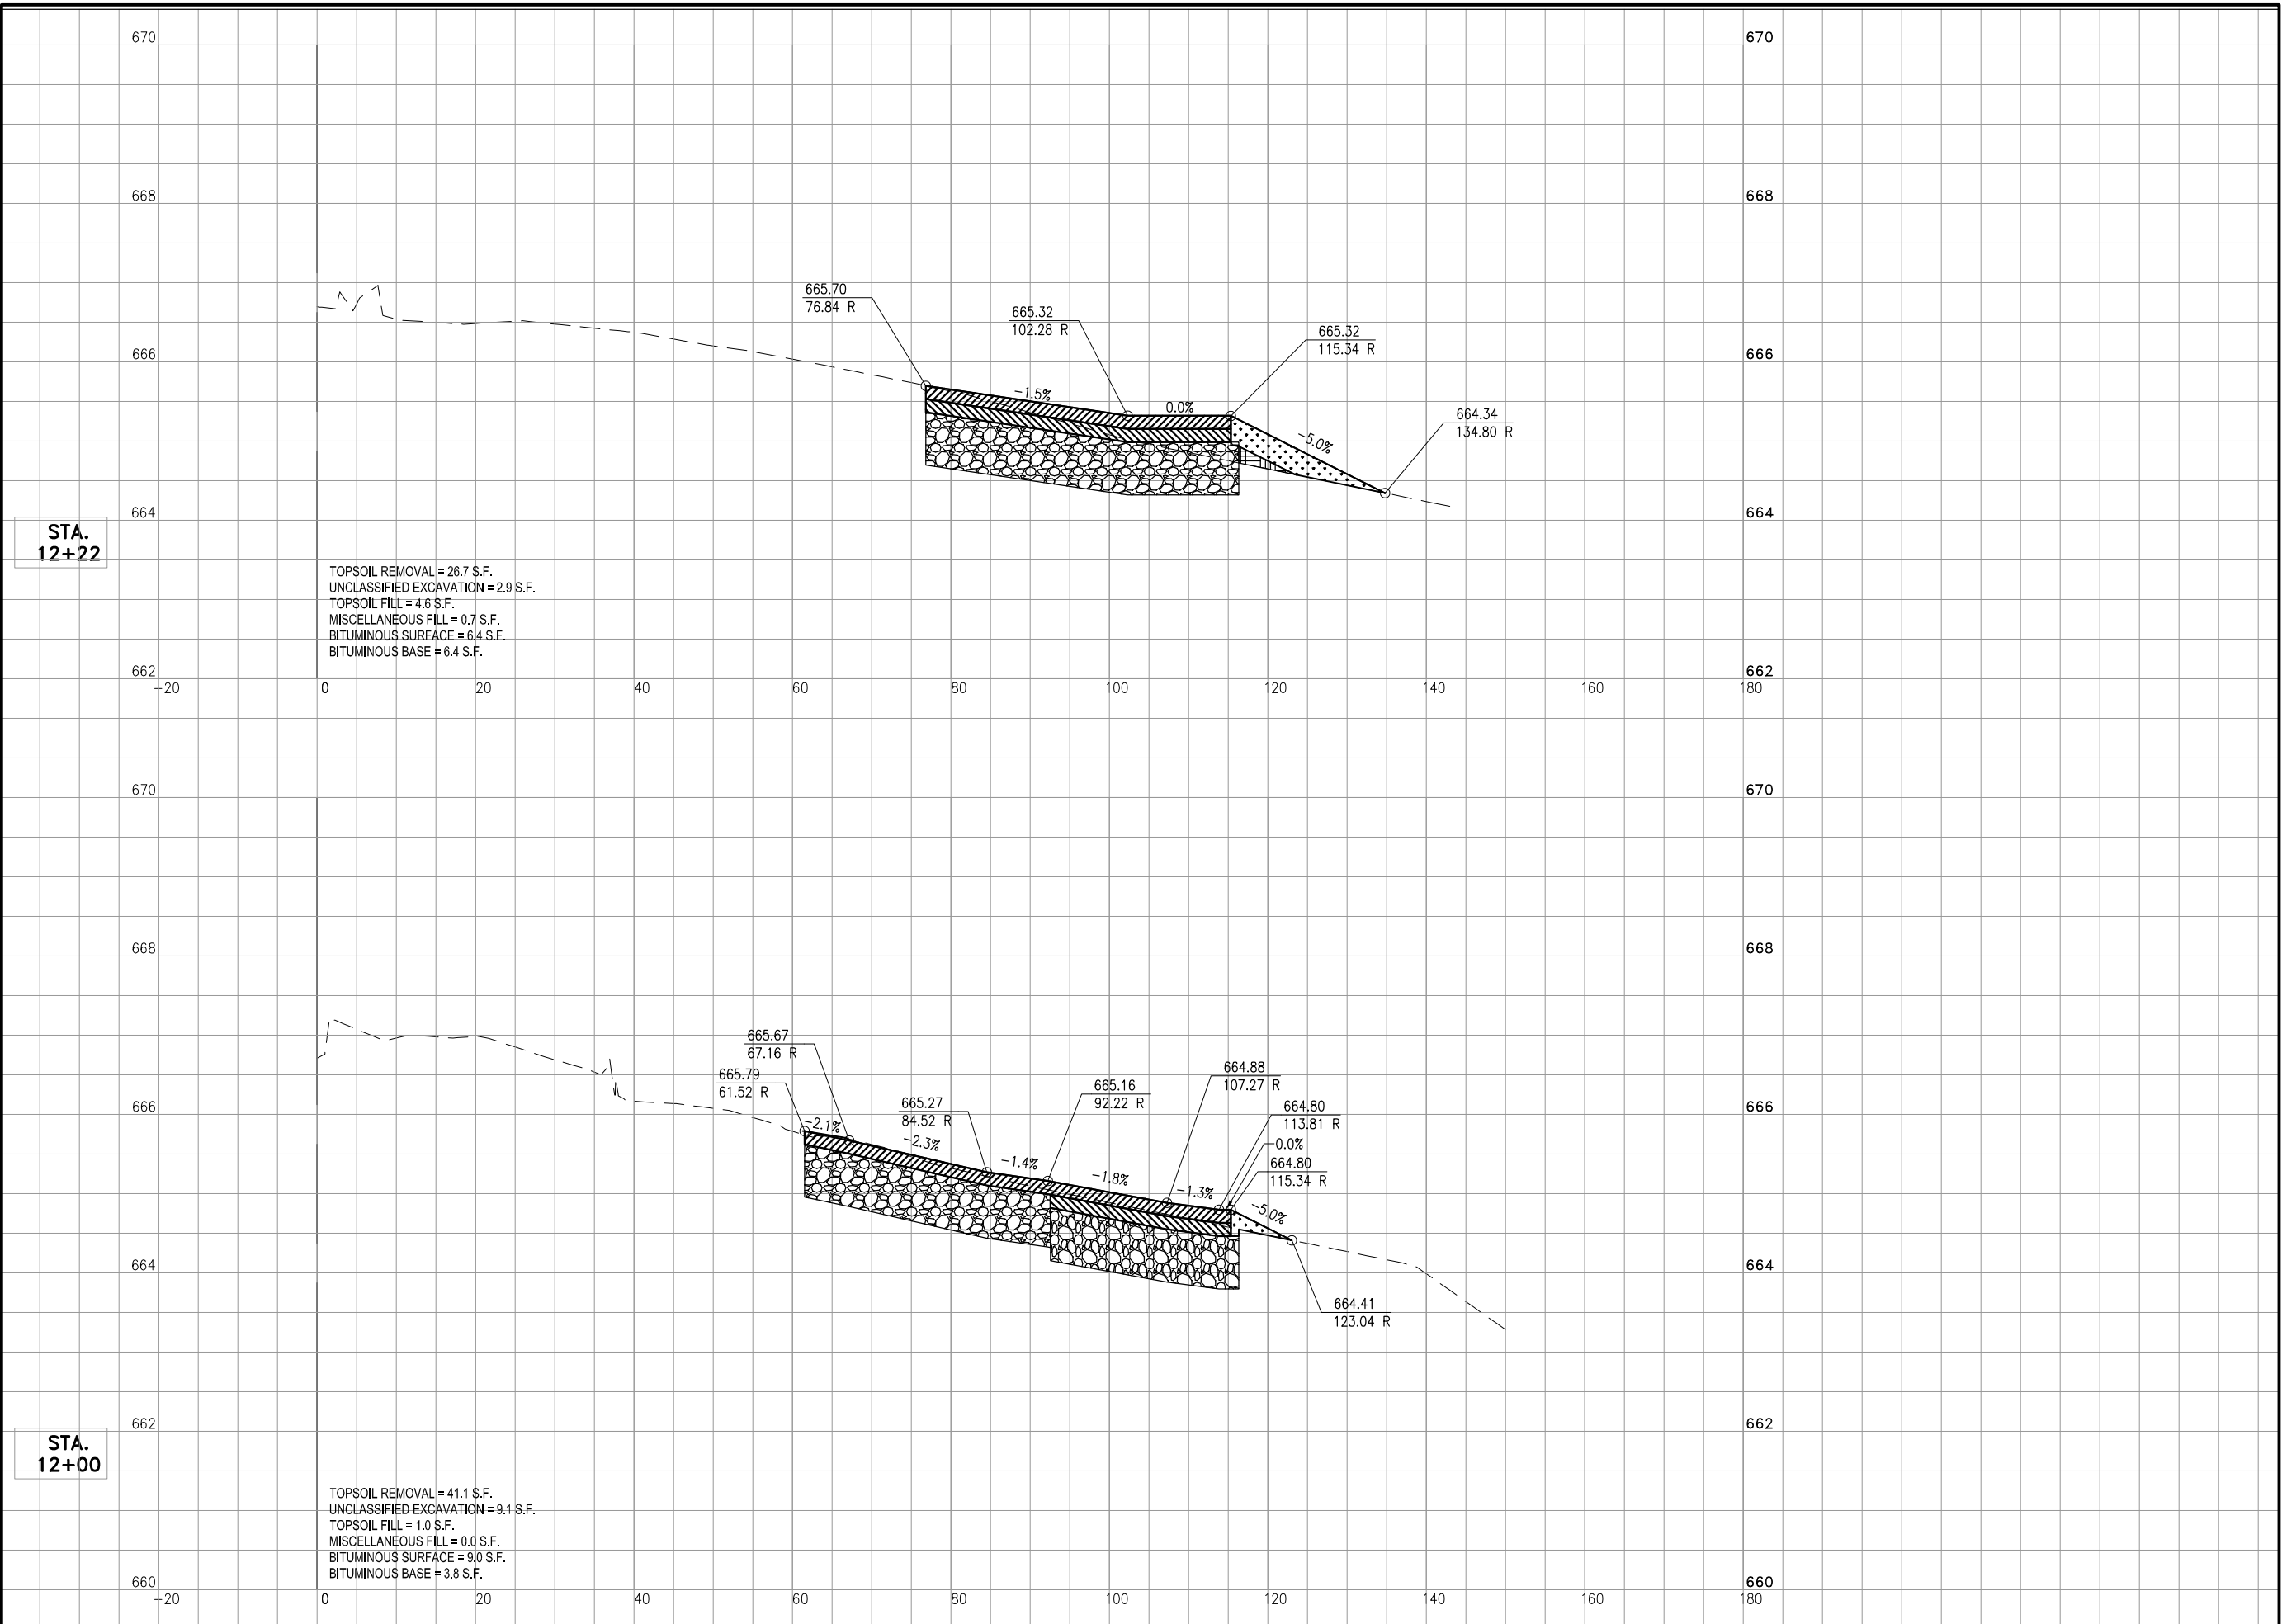 670 670
668 668
665.70
76.84 R
665.32
102.28 R
665.32
115.34 R
666 666
-1.5%
0.0%
-5.0%
664.34
134.80 R
664 664
STA.
12+22
TOPSOIL REMOVAL = 26.7 S.F.
UNCLASSIFIED EXCAVATION = 2.9 S.F.
TOPSOIL FILL = 4.6 S.F.
MISCELLANEOUS FILL = 0.7 S.F.
BITUMINOUS SURFACE = 6.4 S.F.
BITUMINOUS BASE = 6.4 S.F.
662 662
-20 0 20 40 60 80 100 120 140 160 180
670 670
668 668
665.67
67.16 R
665.79
61.52 R
665.27
84.52 R
665.16
92.22 R
664.88
107.27 R
664.80
113.81 R
0.0%
664.80
115.34 R
666 666
-2.1%
-2.3%
-1.4%
-1.8%
-1.3%
-5.0%
664 664
664.41
123.04 R
662 662
STA.
12+00
TOPSOIL REMOVAL = 41.1 S.F.
UNCLASSIFIED EXCAVATION = 9.1 S.F.
TOPSOIL FILL = 1.0 S.F.
MISCELLANEOUS FILL = 0.0 S.F.
BITUMINOUS SURFACE = 9.0 S.F.
BITUMINOUS BASE = 3.8 S.F.
660 660
-20 0 20 40 60 80 100 120 140 160 180